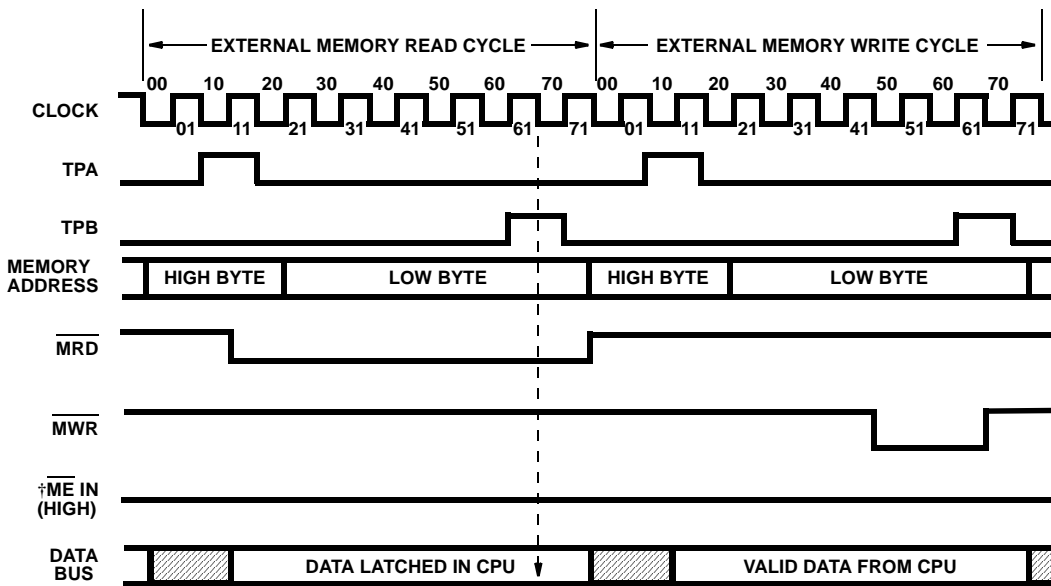 EXTERNAL MEMORY READ CYCLE EXTERNAL MEMORY WRITE CYCLE
00 10 20 30 40 50 60 70 00 10 20 30 40 50 60 70
CLOCK
01 11 21 31 41 51 61 71 01 11 21 31 41 51 61 71
TPA
TPB
MEMORY
ADDRESS
HIGH BYTE LOW BYTE HIGH BYTE LOW BYTE
MRD
MWR
†ME IN
(HIGH)
DATA
BUS
DATA LATCHED IN CPU VALID DATA FROM CPU